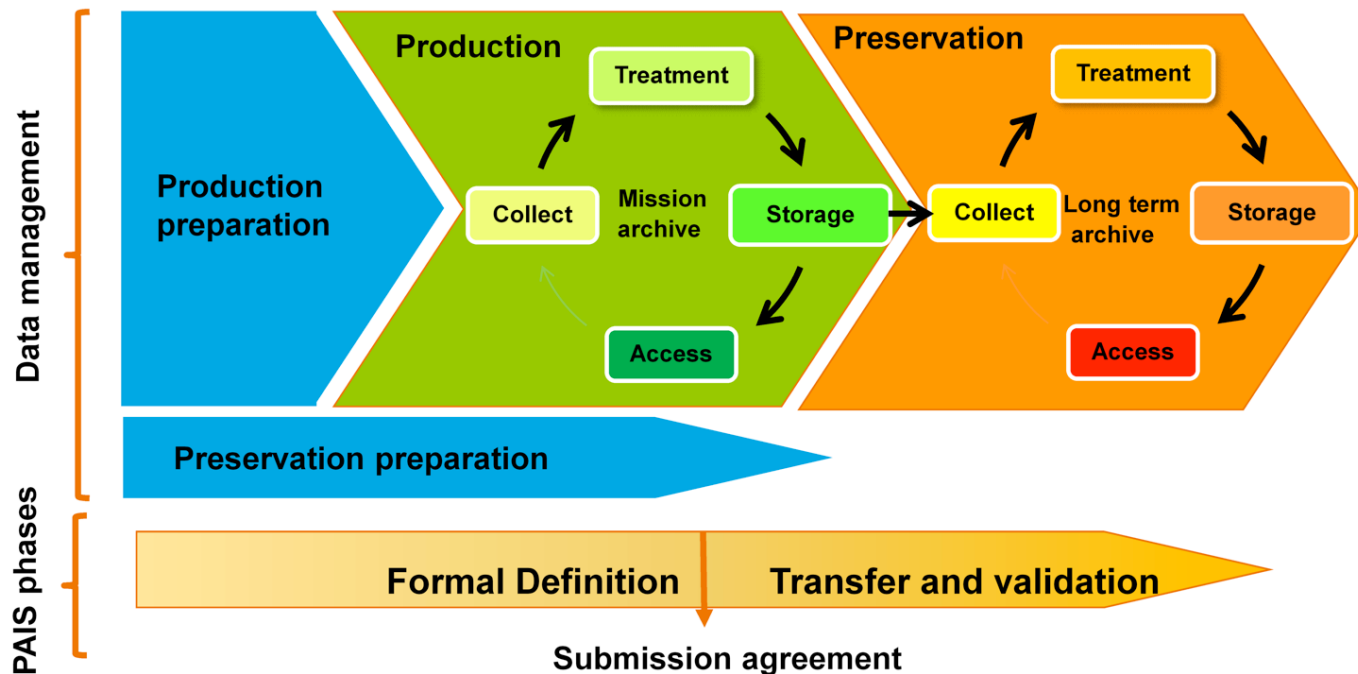 Data management
Production
preparation
Production
Treatment
Collect
Mission
archive
Storage
Access
Preservation
Treatment
Collect
Long term
archive
Storage
Access
Preservation preparation
PAIS phases
Formal Definition
Transfer and validation
Submission agreement